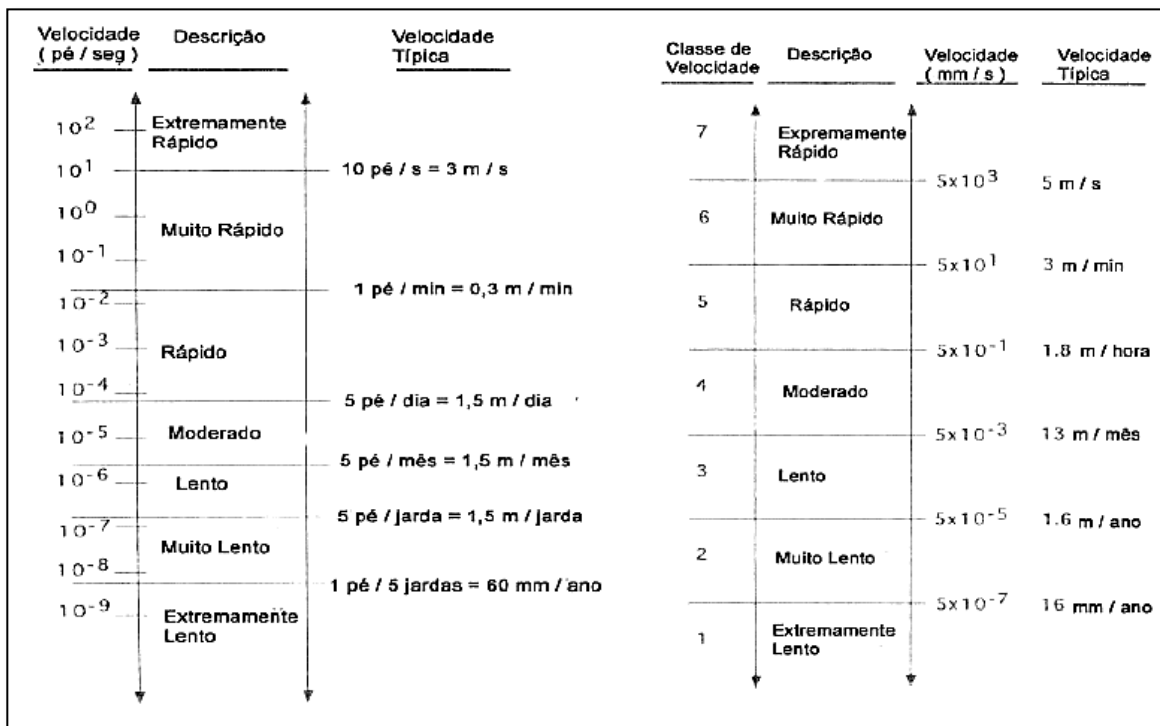 Velocidade
( pé / seg )
Descrição
Velocidade
Típica
10²
Extremamente
Rápido
10¹
10 pé / s = 3 m / s
10⁰
Muito Rápido
10⁻¹
1 pé / min = 0,3 m / min
10⁻²
10⁻³
Rápido
10⁻⁴
5 pé / dia = 1,5 m / dia
10⁻⁵
Moderado
5 pé / mês = 1,5 m / mês
10⁻⁶
Lento
5 pé / jarda = 1,5 m / jarda
10⁻⁷
Muito Lento
10⁻⁸
1 pé / 5 jardas = 60 mm / ano
10⁻⁹
Extremamente
Lento
Classe de
Velocidade
Descrição
Velocidade
( mm / s )
Velocidade
Típica
7
Expremamente
Rápido
5x10³
5 m / s
6
Muito Rápido
5x10¹
3 m / min
5
Rápido
5x10⁻¹
1.8 m / hora
4
Moderado
5x10⁻³
13 m / mês
3
Lento
5x10⁻⁵
1.6 m / ano
2
Muito Lento
5x10⁻⁷
16 mm / ano
1
Extremamente
Lento